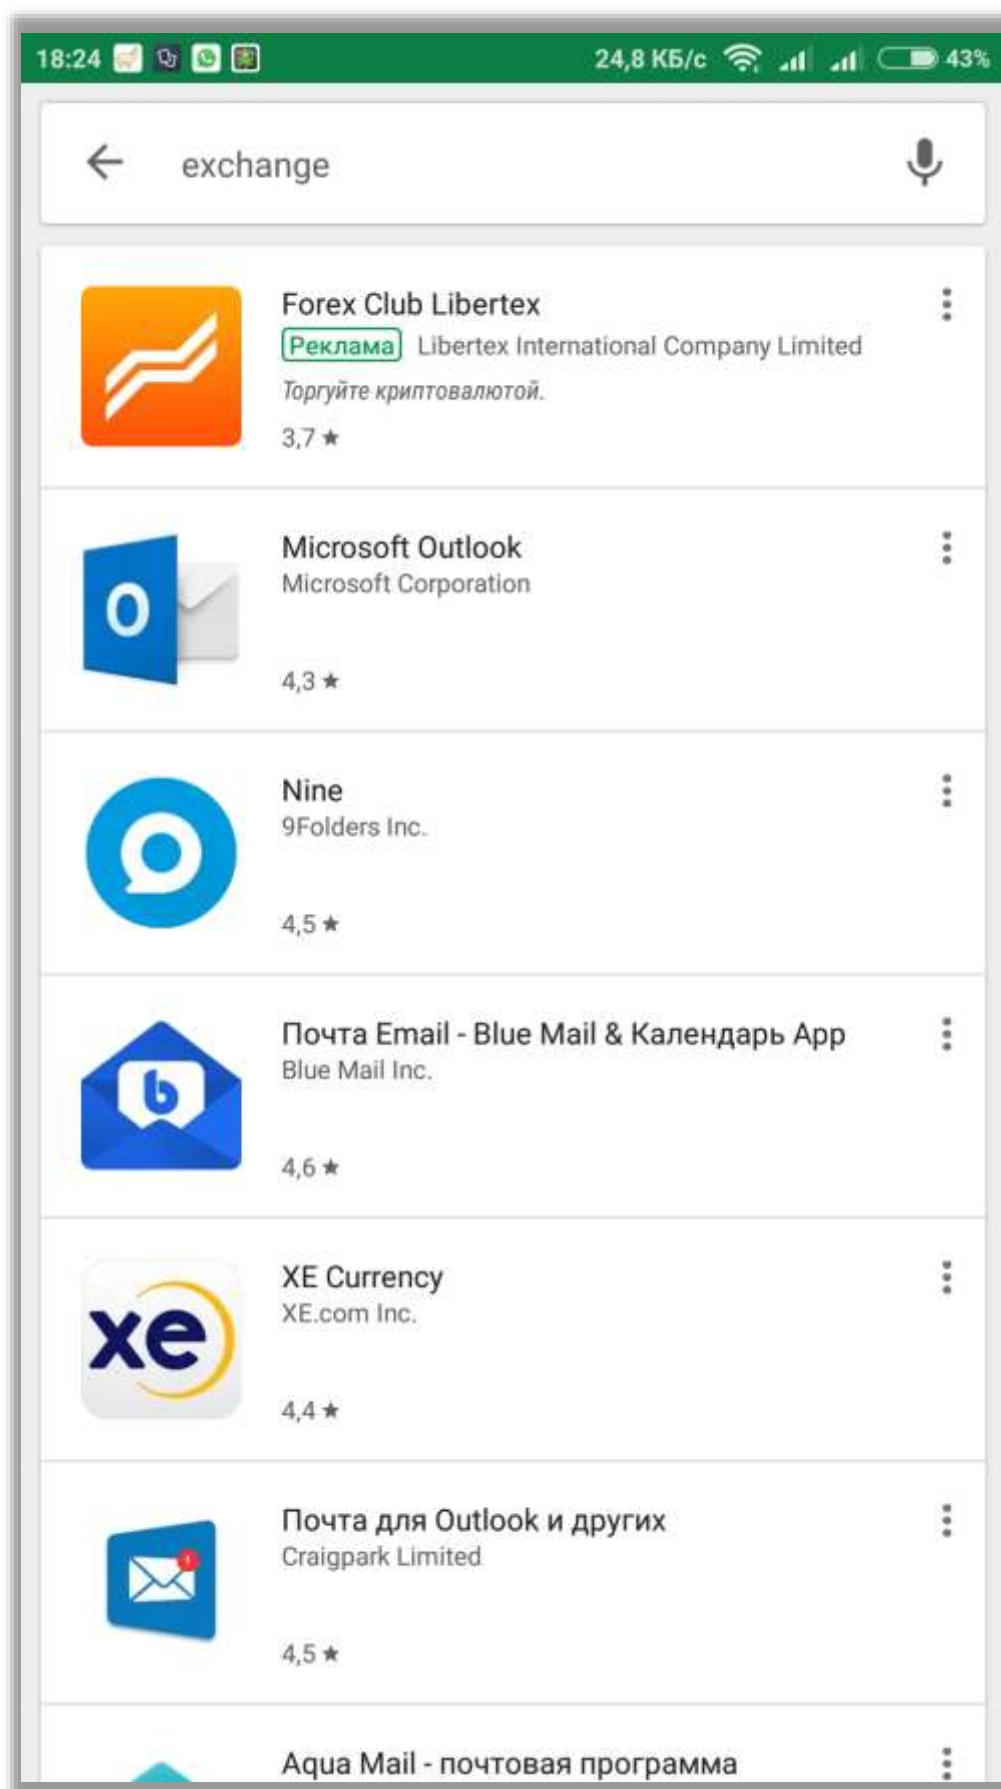 18:24 24,8 КБ/с 43%
exchange
Forex Club Libertex
Реклама Libertex International Company Limited
Торгуйте криптовалютой.
3,7 ★
Microsoft Outlook
Microsoft Corporation
4,3 ★
Nine
9Folders Inc.
4,5 ★
Почта Email - Blue Mail & Календарь App
Blue Mail Inc.
4,6 ★
xe
XE Currency
XE.com Inc.
4,4 ★
Почта для Outlook и других
Craigpark Limited
4,5 ★
Aqua Mail - почтовая программа